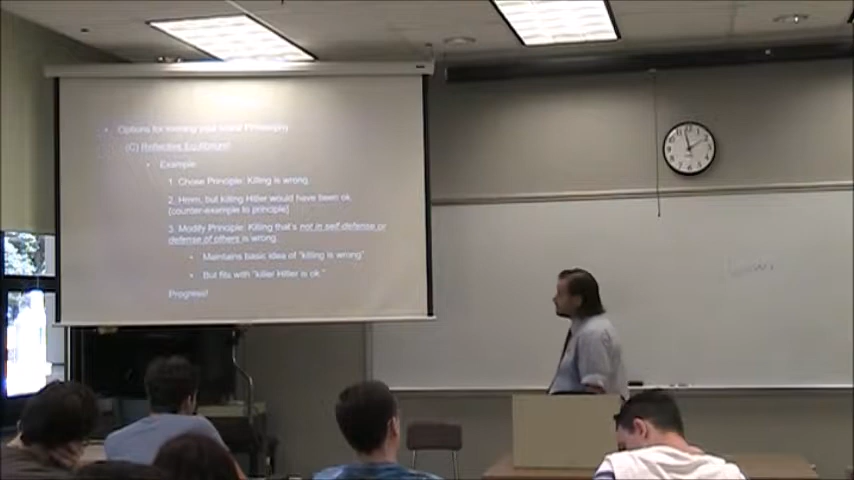 • Options for forming your Moral Philosophy
(C) Reflective Equilibrium!
• Example:
1. Chose Principle: Killing is wrong.
2. Hmm, but killing Hitler would have been ok.
[counter-example to principle]
3. Modify Principle: Killing that's not in self-defense or
defense of others is wrong.
• Maintains basic idea of "killing is wrong"
• But fits with "killer Hitler is ok."
Progress!